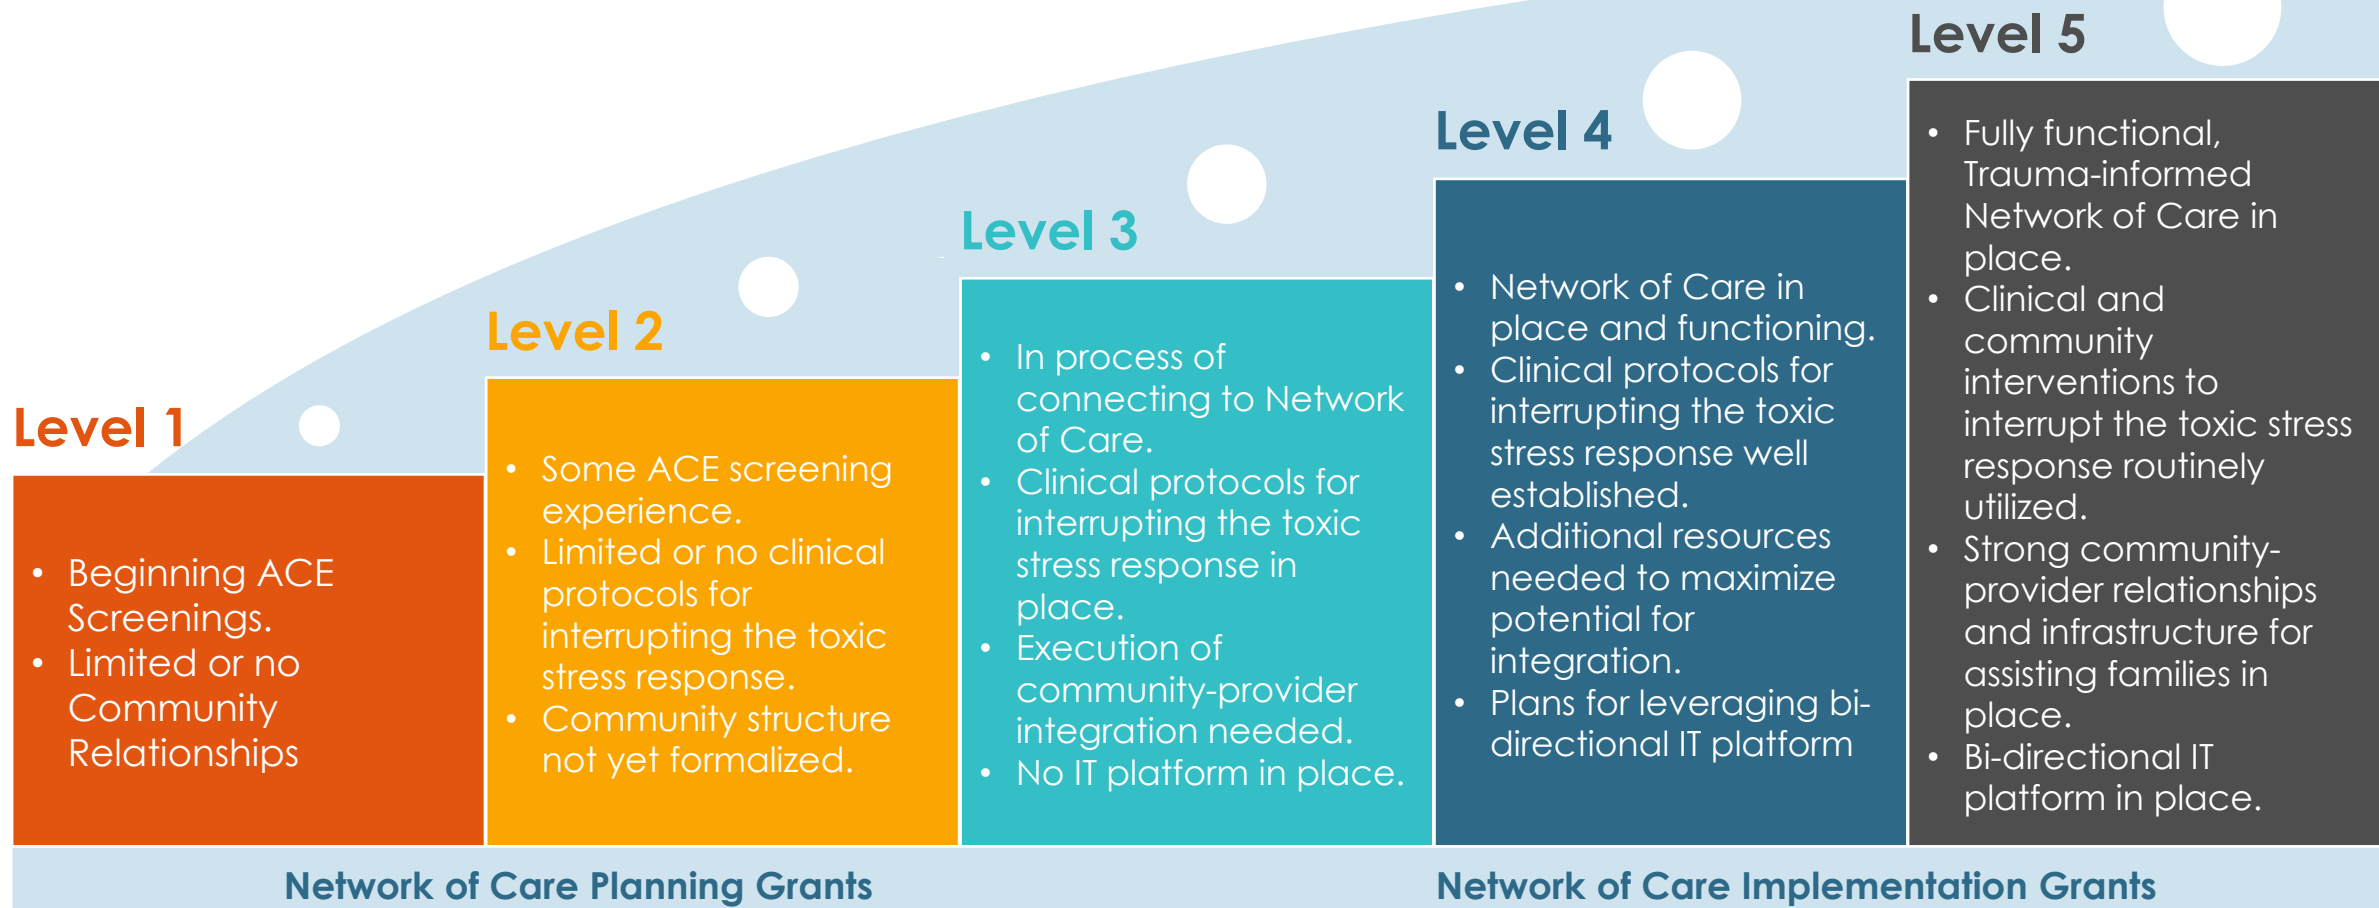 Level 1
• Beginning ACE
Screenings.
• Limited or no
Community
Relationships
Level 2
• Some ACE screening
experience.
• Limited or no clinical
protocols for
interrupting the toxic
stress response.
• Community structure
not yet formalized.
Level 3
• In process of
connecting to Network
of Care.
• Clinical protocols for
interrupting the toxic
stress response in
place.
• Execution of
community-provider
integration needed.
• No IT platform in place.
Level 4
• Network of Care in
place and functioning.
• Clinical protocols for
interrupting the toxic
stress response well
established.
• Additional resources
needed to maximize
potential for
integration.
• Plans for leveraging bi-
directional IT platform
Level 5
• Fully functional,
Trauma-informed
Network of Care in
place.
• Clinical and
community
interventions to
interrupt the toxic stress
response routinely
utilized.
• Strong community-
provider relationships
and infrastructure for
assisting families in
place.
• Bi-directional IT
platform in place.
Network of Care Planning Grants
Network of Care Implementation Grants